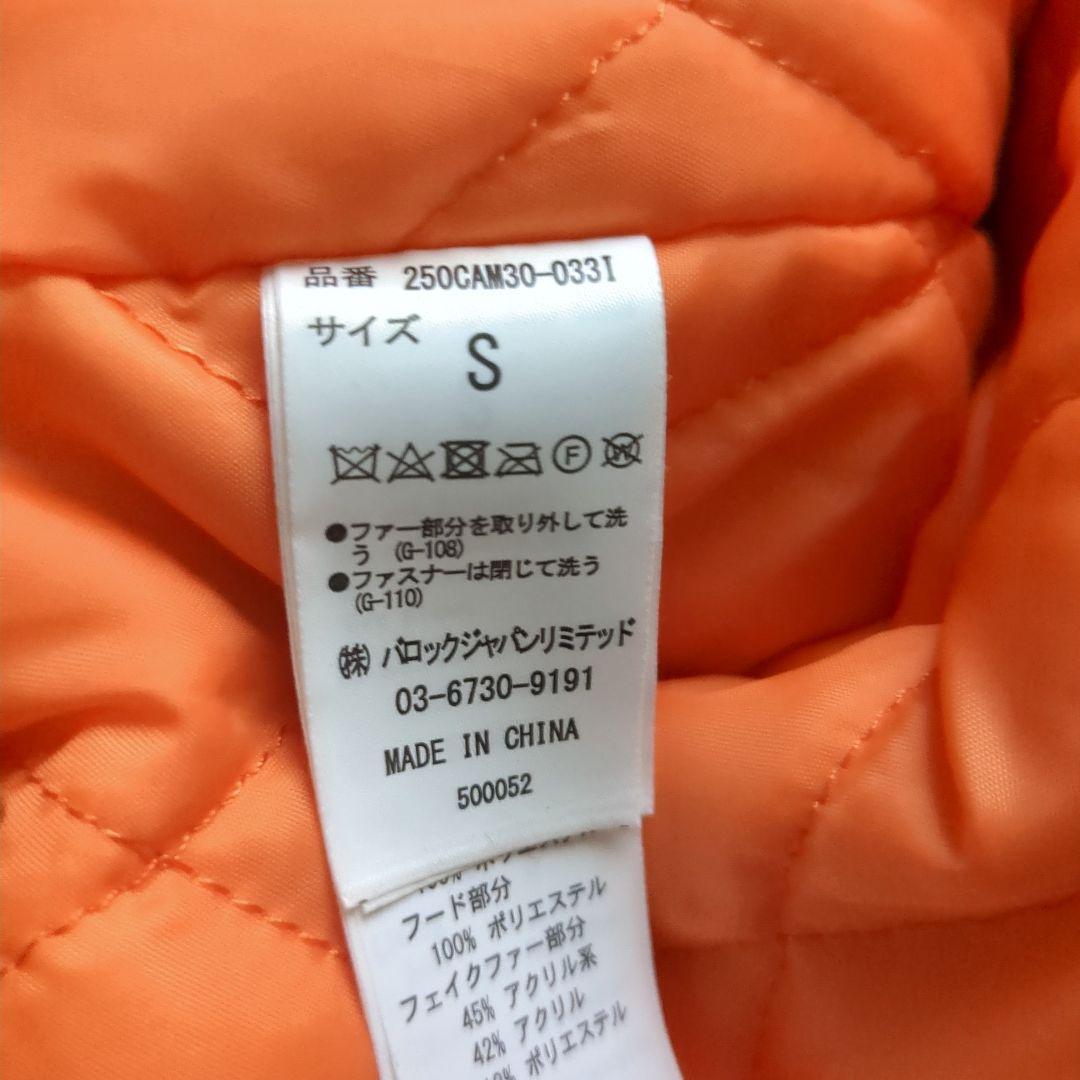 品番 250CAM30-033I
サイズ
S
F
W
●ファー部分を取り外して洗
う (G-108)
●ファスナーは閉じて洗う
(G-110)
㈱ バロックジャパンリミテッド
03-6730-9191
MADE IN CHINA
500052
フード部分
100% ポリエステル
フェイクファー部分
45% アクリル系
42% アクリル
ポリエステル